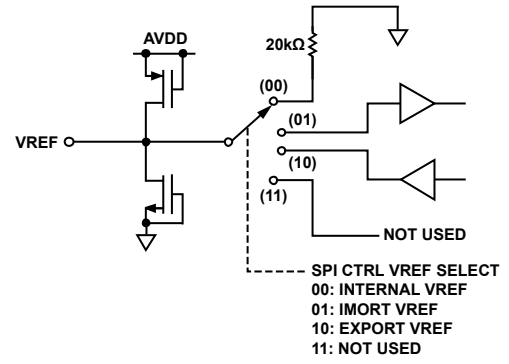 20kΩ
AVDD
(00)
(01)
VREF
(10)
(11)
NOT USED
SPI CTRL VREF SELECT
00: INTERNAL VREF
01: IMORT VREF
10: EXPORT VREF
11: NOT USED